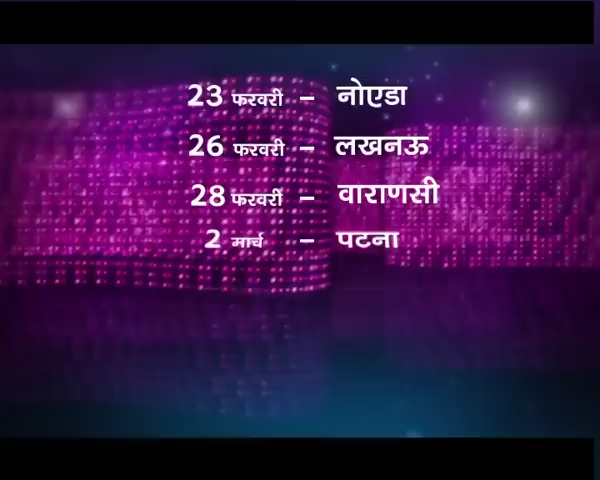 23 फरवरी – नोएडा
26 फरवरी – लखनऊ
28 फरवरी – वाराणसी
2 मार्च – पटना